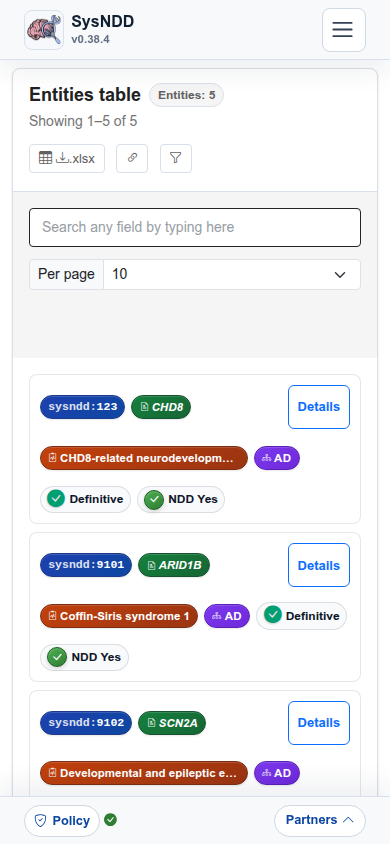 SysNDD
v0.38.4
Entities table Entities: 5
Showing 1–5 of 5
.xlsx
Search any field by typing here
Per page 10
sysndd:123 CHD8 Details
CHD8-related neurodevelopm... AD
Definitive NDD Yes
sysndd:9101 ARID1B Details
Coffin-Siris syndrome 1 AD Definitive
NDD Yes
sysndd:9102 SCN2A Details
Developmental and epileptic e... AD
Policy Partners